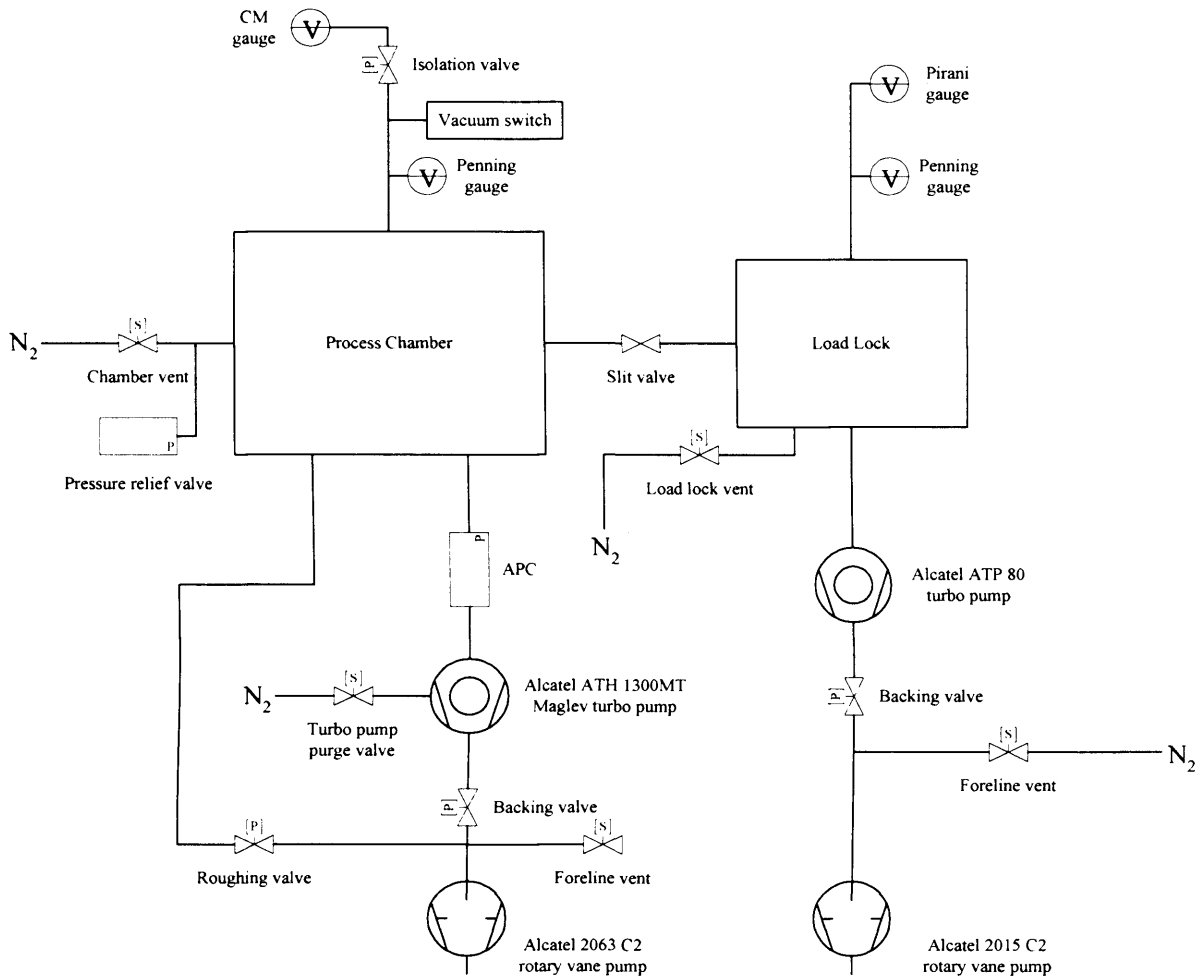 CM
gauge
V
[P]
Isolation valve
Vacuum switch
V
Penning
gauge
V
Pirani
gauge
V
Penning
gauge
N2
[S]
Chamber vent
P
Pressure relief valve
Process Chamber
Slit valve
Load Lock
[S]
Load lock vent
N2
P
APC
Alcatel ATP 80
turbo pump
N2
[S]
Turbo pump
purge valve
Alcatel ATH 1300MT
Maglev turbo pump
[P]
Backing valve
[S]
Foreline vent
N2
[P]
Backing valve
[P]
Roughing valve
[S]
Foreline vent
Alcatel 2063 C2
rotary vane pump
Alcatel 2015 C2
rotary vane pump